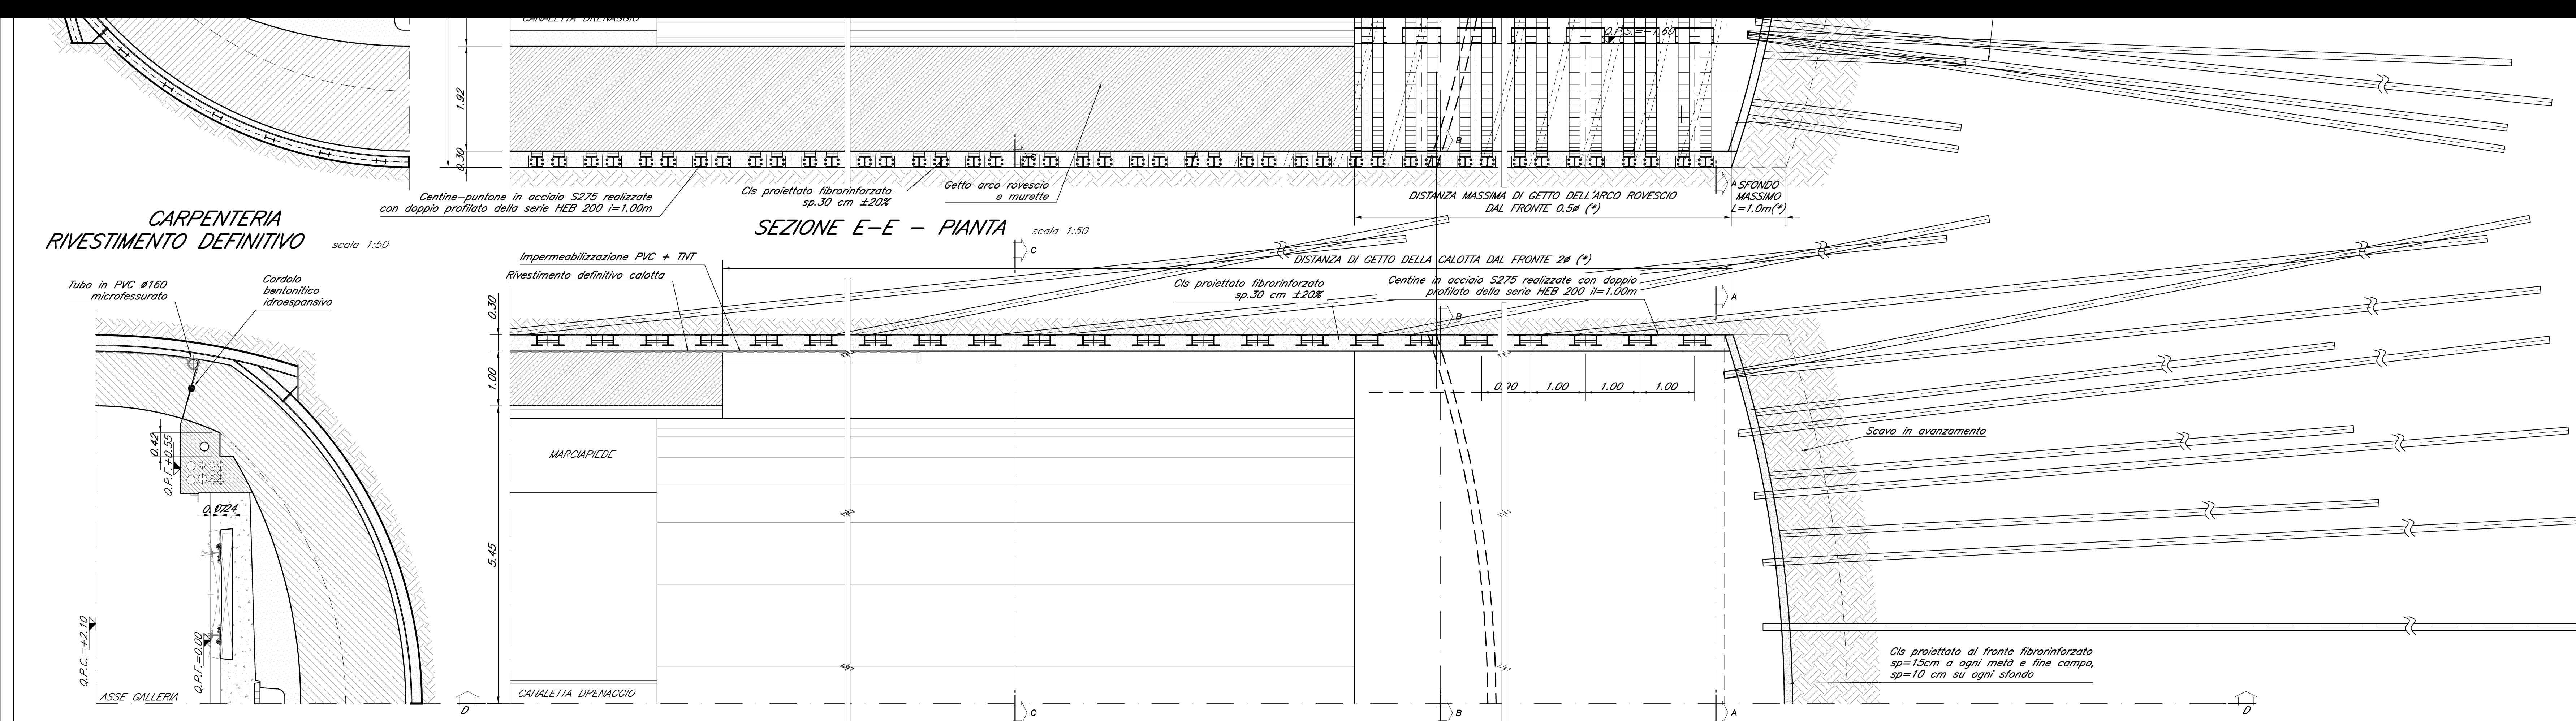 CANALETTA DRENAGGIO
Q.P.S.=-1.60
1.92
0.30
Centine-puntone in acciaio S275 realizzate
con doppio profilato della serie HEB 200 i=1.00m
Cls proiettato fibrorinforzato
sp.30 cm ±20%
Getto arco rovescio
e murette
B
A
DISTANZA MASSIMA DI GETTO DELL'ARCO ROVESCIO
DAL FRONTE 0.5ø (*)
SFONDO
MASSIMO
L=1.0m(*)
CARPENTERIA
RIVESTIMENTO DEFINITIVO scala 1:50
SEZIONE E-E - PIANTA scala 1:50
C
Impermeabilizzazione PVC + TNT
Rivestimento definitivo calotta
DISTANZA DI GETTO DELLA CALOTTA DAL FRONTE 2ø (*)
Cls proiettato fibrorinforzato
sp.30 cm ±20%
Centine in acciaio S275 realizzate con doppio
profilato della serie HEB 200 il=1.00m
Tubo in PVC ø160
microfessurato
Cordolo
bentonitico
idroespansivo
0.30
A
B
1.00
0.90
1.00
1.00
1.00
0.42
Q.P.F.+0.55
MARCIAPIEDE
Scavo in avanzamento
0.24
5.45
Q.P.C.=+2.10
Q.P.F.=0.00
Cls proiettato al fronte fibrorinforzato
sp=15cm a ogni metà e fine campo,
sp=10 cm su ogni sfondo
ASSE GALLERIA
CANALETTA DRENAGGIO
D
C
B
A
D